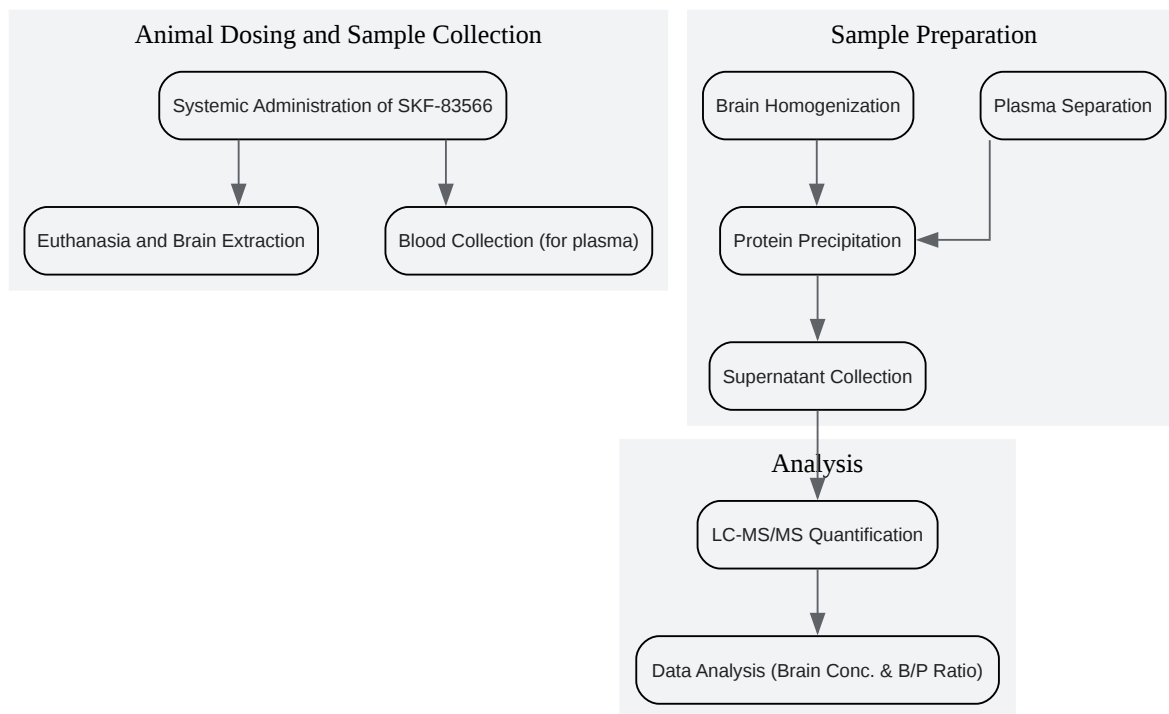 Animal Dosing and Sample Collection
Systemic Administration of SKF-83566
Euthanasia and Brain Extraction
Blood Collection (for plasma)
Sample Preparation
Brain Homogenization
Plasma Separation
Protein Precipitation
Supernatant Collection
Analysis
LC-MS/MS Quantification
Data Analysis (Brain Conc. & B/P Ratio)